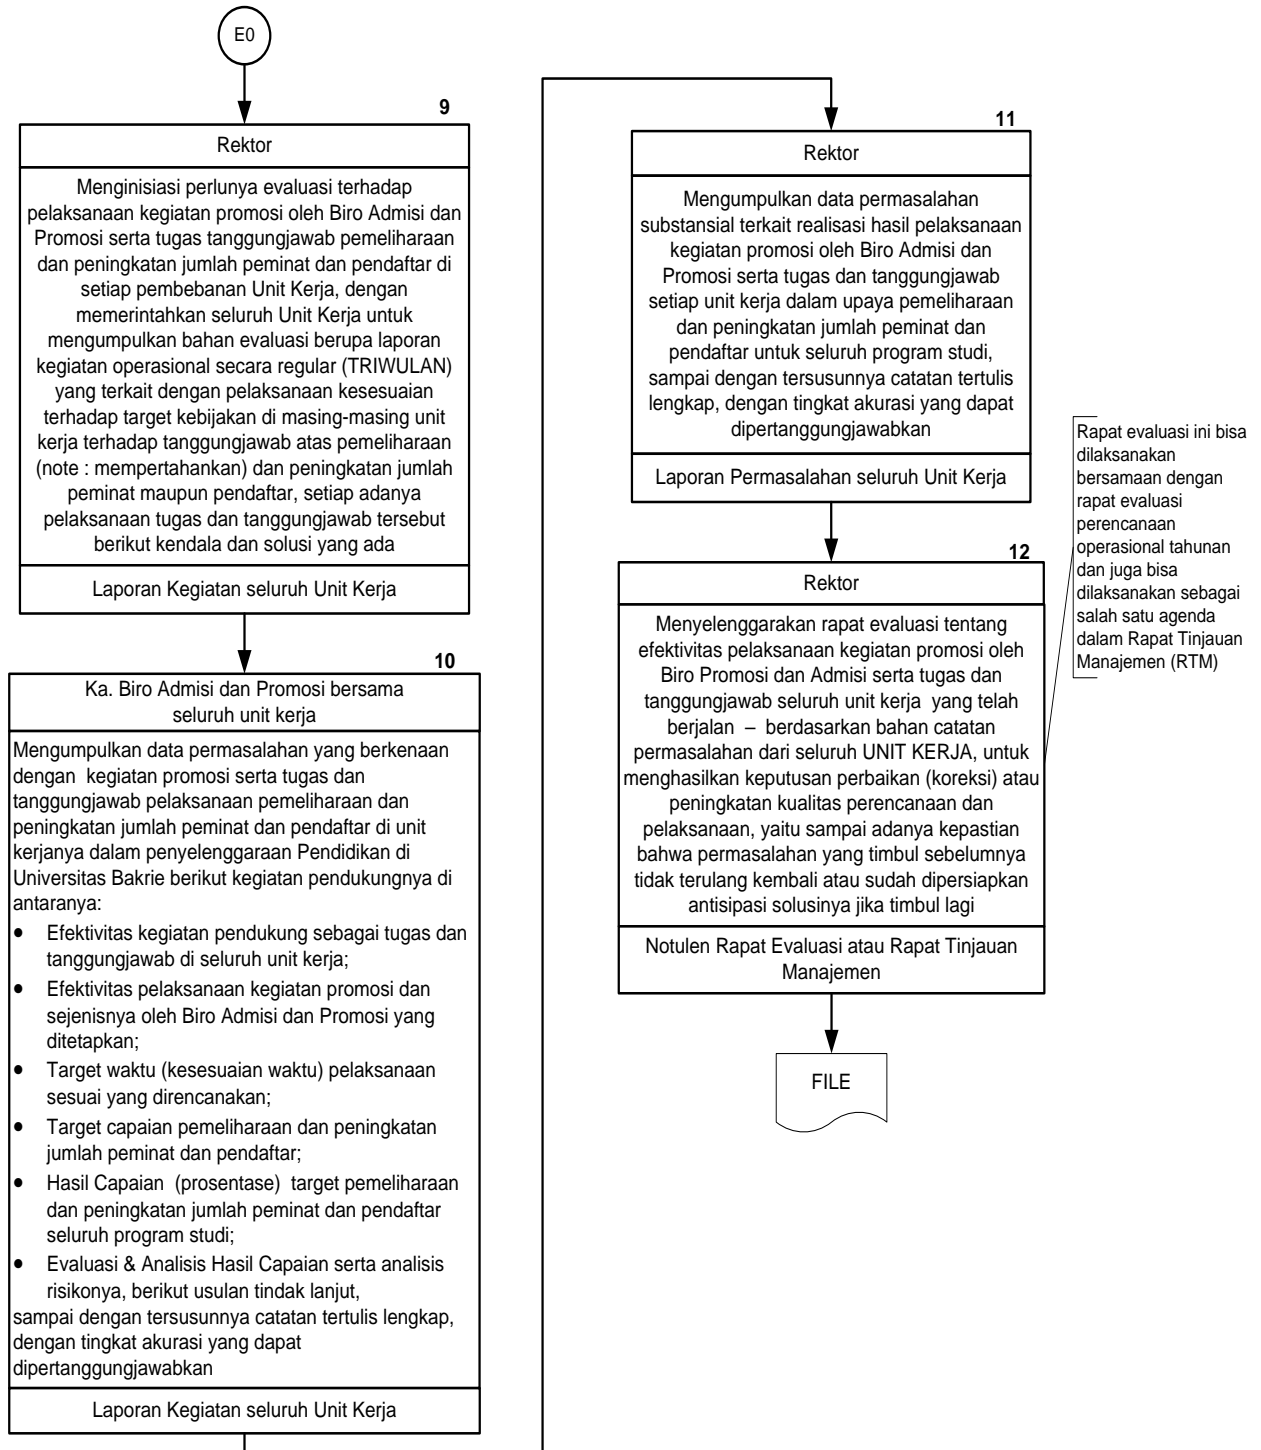 E0
9
Rektor
Menginisiasi perlunya evaluasi terhadap
pelaksanaan kegiatan promosi oleh Biro Admisi dan
Promosi serta tugas tanggungjawab pemeliharaan
dan peningkatan jumlah peminat dan pendaftar di
setiap pembebanan Unit Kerja, dengan
memerintahkan seluruh Unit Kerja untuk
mengumpulkan bahan evaluasi berupa laporan
kegiatan operasional secara regular (TRIWULAN)
yang terkait dengan pelaksanaan kesesuaian
terhadap target kebijakan di masing-masing unit
kerja terhadap tanggungjawab atas pemeliharaan
(note : mempertahankan) dan peningkatan jumlah
peminat maupun pendaftar, setiap adanya
pelaksanaan tugas dan tanggungjawab tersebut
berikut kendala dan solusi yang ada
Laporan Kegiatan seluruh Unit Kerja
10
Ka. Biro Admisi dan Promosi bersama
seluruh unit kerja
Mengumpulkan data permasalahan yang berkenaan
dengan  kegiatan promosi serta tugas dan
tanggungjawab pelaksanaan pemeliharaan dan
peningkatan jumlah peminat dan pendaftar di unit
kerjanya dalam penyelenggaraan Pendidikan di
Universitas Bakrie berikut kegiatan pendukungnya di
antaranya:
• Efektivitas kegiatan pendukung sebagai tugas dan
tanggungjawab di seluruh unit kerja;
• Efektivitas pelaksanaan kegiatan promosi dan
sejenisnya oleh Biro Admisi dan Promosi yang
ditetapkan;
• Target waktu (kesesuaian waktu) pelaksanaan
sesuai yang direncanakan;
• Target capaian pemeliharaan dan peningkatan
jumlah peminat dan pendaftar;
• Hasil Capaian  (prosentase)  target pemeliharaan
dan peningkatan jumlah peminat dan pendaftar
seluruh program studi;
• Evaluasi & Analisis Hasil Capaian serta analisis
risikonya, berikut usulan tindak lanjut,
sampai dengan tersusunnya catatan tertulis lengkap,
dengan tingkat akurasi yang dapat
dipertanggungjawabkan
Laporan Kegiatan seluruh Unit Kerja
11
Rektor
Mengumpulkan data permasalahan
substansial terkait realisasi hasil pelaksanaan
kegiatan promosi oleh Biro Admisi dan
Promosi serta tugas dan tanggungjawab
setiap unit kerja dalam upaya pemeliharaan
dan peningkatan jumlah peminat dan
pendaftar untuk seluruh program studi,
sampai dengan tersusunnya catatan tertulis
lengkap, dengan tingkat akurasi yang dapat
dipertanggungjawabkan
Laporan Permasalahan seluruh Unit Kerja
12
Rektor
Menyelenggarakan rapat evaluasi tentang
efektivitas pelaksanaan kegiatan promosi oleh
Biro Promosi dan Admisi serta tugas dan
tanggungjawab seluruh unit kerja  yang telah
berjalan  –  berdasarkan bahan catatan
permasalahan dari seluruh UNIT KERJA, untuk
menghasilkan keputusan perbaikan (koreksi) atau
peningkatan kualitas perencanaan dan
pelaksanaan, yaitu sampai adanya kepastian
bahwa permasalahan yang timbul sebelumnya
tidak terulang kembali atau sudah dipersiapkan
antisipasi solusinya jika timbul lagi
Notulen Rapat Evaluasi atau Rapat Tinjauan
Manajemen
FILE
Rapat evaluasi ini bisa
dilaksanakan
bersamaan dengan
rapat evaluasi
perencanaan
operasional tahunan
dan juga bisa
dilaksanakan sebagai
salah satu agenda
dalam Rapat Tinjauan
Manajemen (RTM)